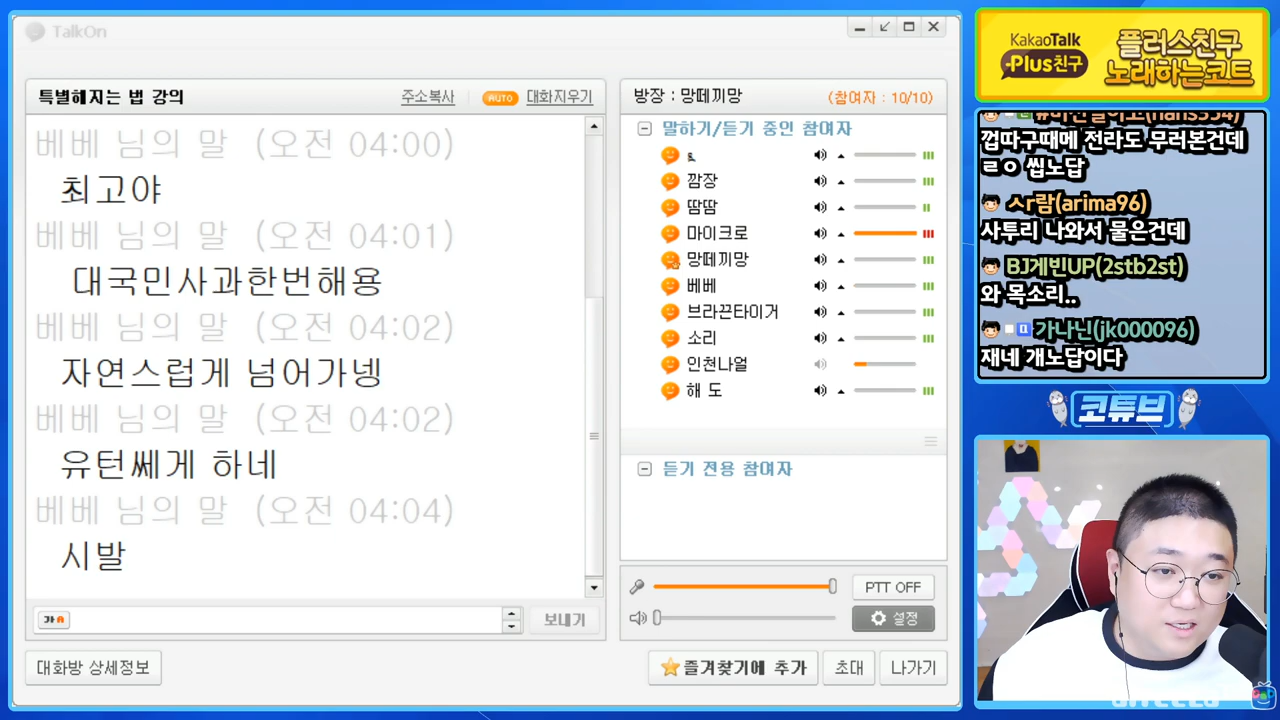 TalkOn
특별해지는 법 강의
주소복사
AUTO
대화지우기
베베 님의 말 (오전 04:00)
최고야
베베 님의 말 (오전 04:01)
대국민사과한번해용
베베 님의 말 (오전 04:02)
자연스럽게 넘어가넹
베베 님의 말 (오전 04:02)
유턴쎄게 하네
베베 님의 말 (오전 04:04)
시발
가A
보내기
대화방 상세정보
방장 : 망떼끼망
(참여자 : 10/10)
말하기/듣기 중인 참여자
깜장
땀땀
마이크로
망떼끼망
베베
브라끈타이거
소리
인천나얼
해 도
듣기 전용 참여자
PTT OFF
설정
즐겨찾기에 추가
초대
나가기
KakaoTalk
Plus친구
플러스친구
노래하는코트
껍따구때메 전라도 무러본건데
ㄹㅇ 씹노답
ㅅr람(arima96)
사투리 나와서 물은건데
BJ게빈UP(2stb2st)
와 목소리..
가나닌(jk000096)
재네 개노답이다
코튜브